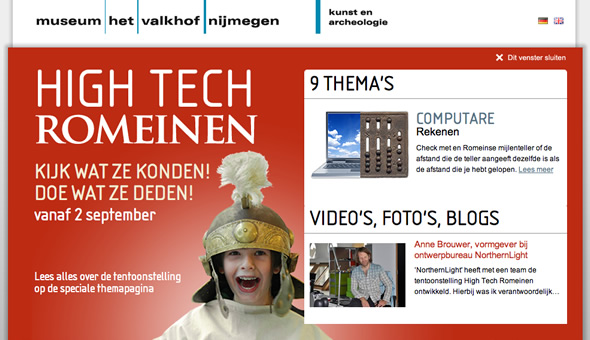 museum het valkhof nijmegen
kunst en
archeologie
Dit venster sluiten
HIGH TECH
ROMEINEN
KIJK WAT ZE KONDEN!
DOE WAT ZE DEDEN!
vanaf 2 september
Lees alles over de tentoonstelling
op de speciale themapagina
9 THEMA'S
COMPUTARE
Rekenen
Check met en Romeinse mijlenteller of de
afstand die de teller aangeeft dezelfde is als
de afstand die je hebt gelopen. Lees meer
VIDEO'S, FOTO'S, BLOGS
Anne Brouwer, vormgever bij
ontwerpbureau NorthernLight
'NorthernLight' heeft met een team de
tentoonstelling High Tech Romeinen
ontwikkeld. Hierbij was ik verantwoordelijk...